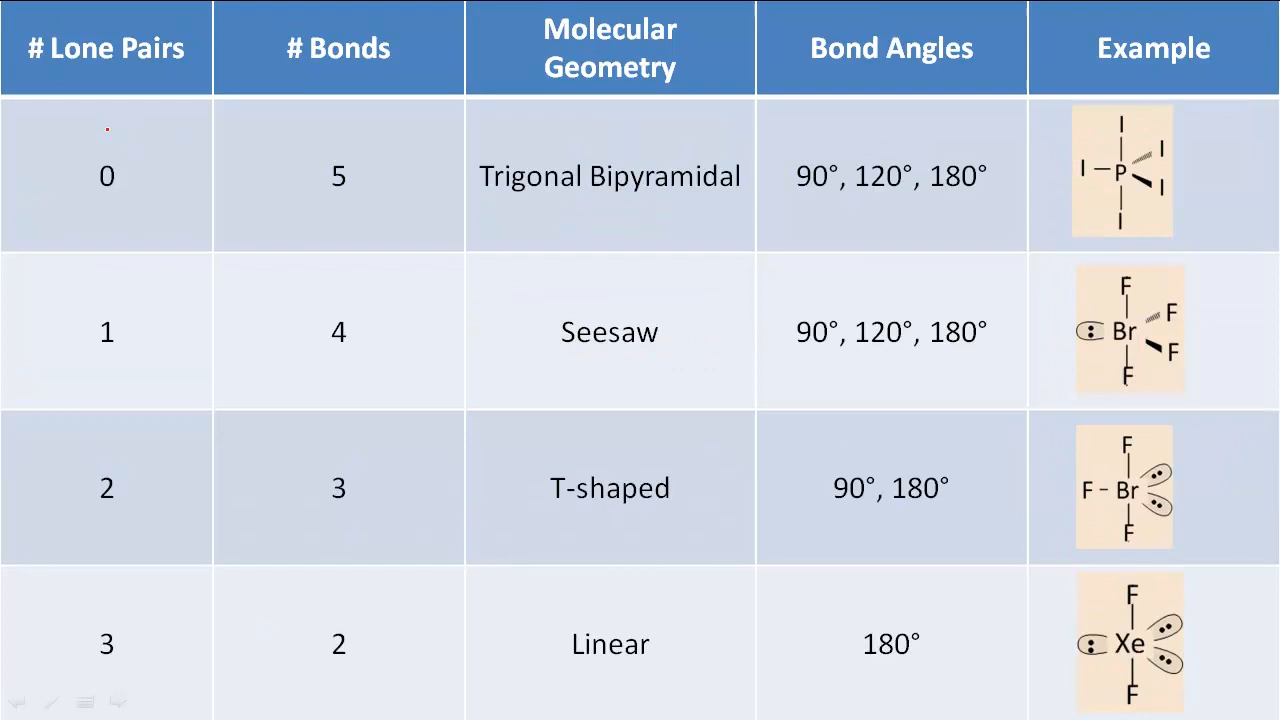 # Lone Pairs
# Bonds
Molecular
Geometry
Bond Angles
Example
0
5
Trigonal Bipyramidal
90°, 120°, 180°
I
I
I – P
I
I
1
4
Seesaw
90°, 120°, 180°
F
F
: Br
F
F
2
3
T-shaped
90°, 180°
F
F – Br
F
3
2
Linear
180°
F
: Xe
F